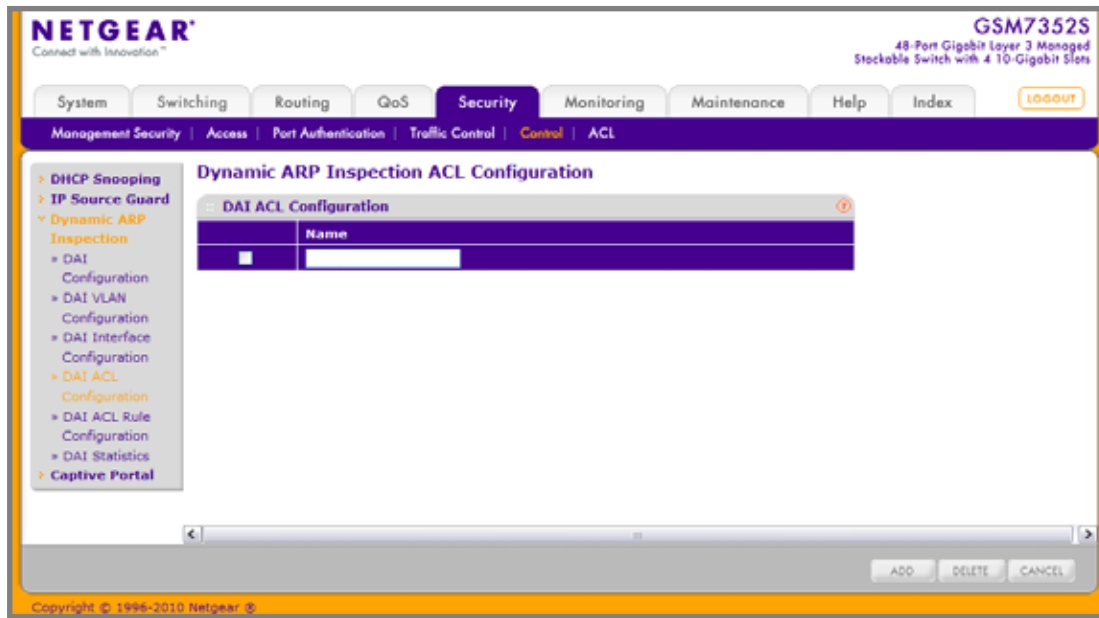 NETGEAR®
Connect with Innovation™
GSM7352S
48-Port Gigabit Layer 3 Managed
Stackable Switch with 4 10-Gigabit Slots
System Switching Routing QoS Security Monitoring Maintenance Help Index LOGOUT
Management Security | Access | Port Authentication | Traffic Control | Control | ACL
DHCP Snooping
IP Source Guard
Dynamic ARP
Inspection
» DAI
Configuration
» DAI VLAN
Configuration
» DAI Interface
Configuration
» DAI ACL
Configuration
» DAI ACL Rule
Configuration
» DAI Statistics
Captive Portal
Dynamic ARP Inspection ACL Configuration
DAI ACL Configuration ?
Name
ADD DELETE CANCEL
Copyright © 1996-2010 Netgear ®